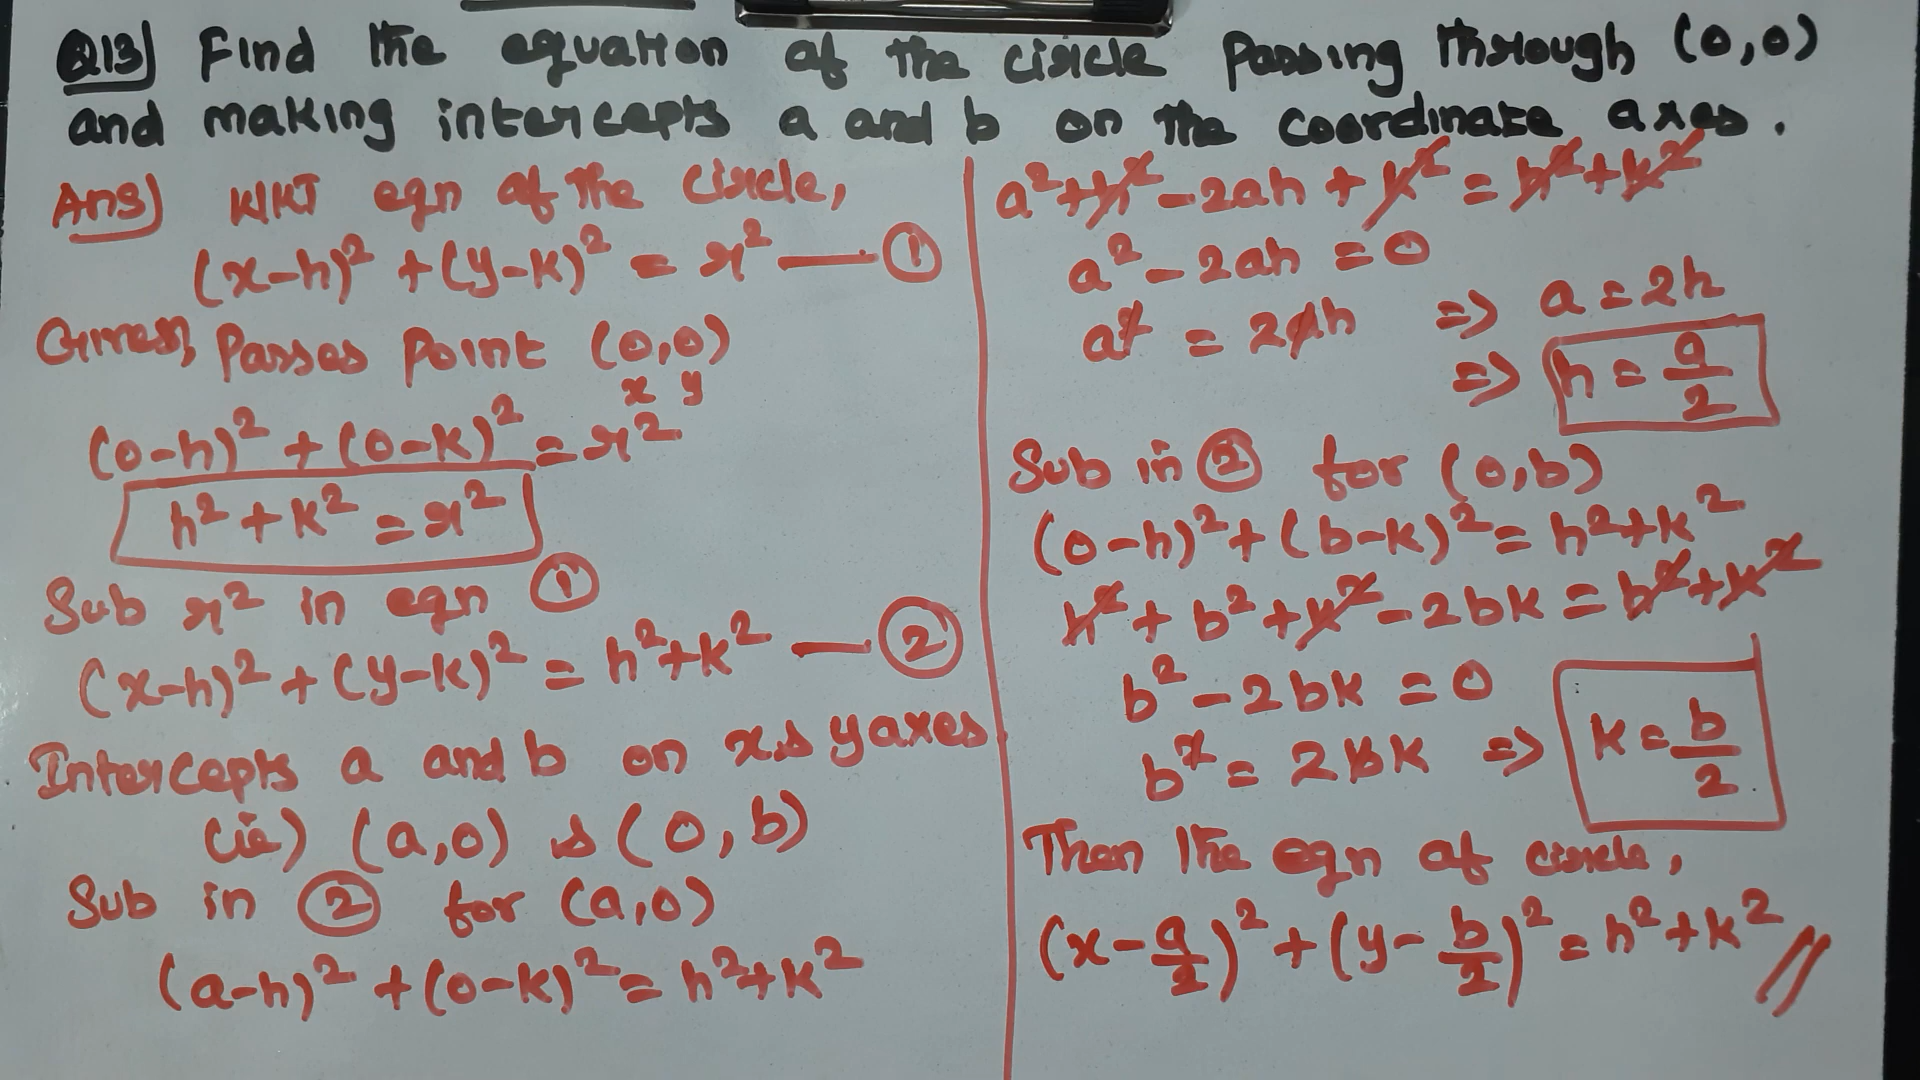 Q13) Find the equation of the circle passing through (0,0)
and making intercepts a and b on the coordinate axes.
Ans) WKT eqn of the circle,
(x-h)² + (y-k)² = r² — ①
Given, Passes Point (0,0)
x y
(0-h)² + (0-k)² = r²
h² + k² = r²
Sub r² in eqn ①
(x-h)² + (y-k)² = h²+k² — ②
Intercepts a and b on x & y axes.
(ie) (a,0) & (0,b)
Sub in ② for (a,0)
(a-h)² + (0-k)² = h²+k²
a²+h²-2ah+k² = h²+k²
a²-2ah = 0
a² = 2ah => a = 2h
=> h = a/2
Sub in ② for (0,b)
(0-h)²+(b-k)² = h²+k²
h²+b²+k²-2bk = h²+k²
b²-2bk = 0
b² = 2bk => k = b/2
Then the eqn of circle,
(x-a/2)²+(y-b/2)² = h²+k² //